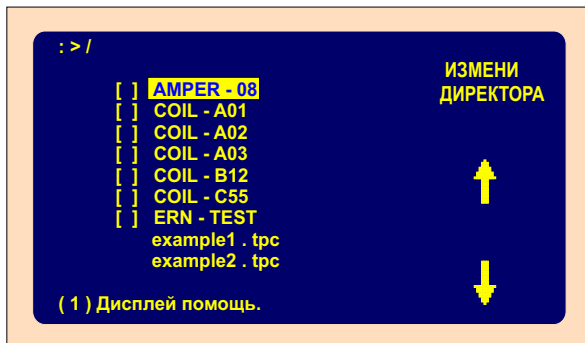 : > /
ИЗМЕНИ
ДИРЕКТОРА
[ ] AMPER - 08
[ ] COIL - A01
[ ] COIL - A02
[ ] COIL - A03
[ ] COIL - B12
[ ] COIL - C55
[ ] ERN - TEST
example1 . tpc
example2 . tpc
( 1 ) Дисплей помощь.